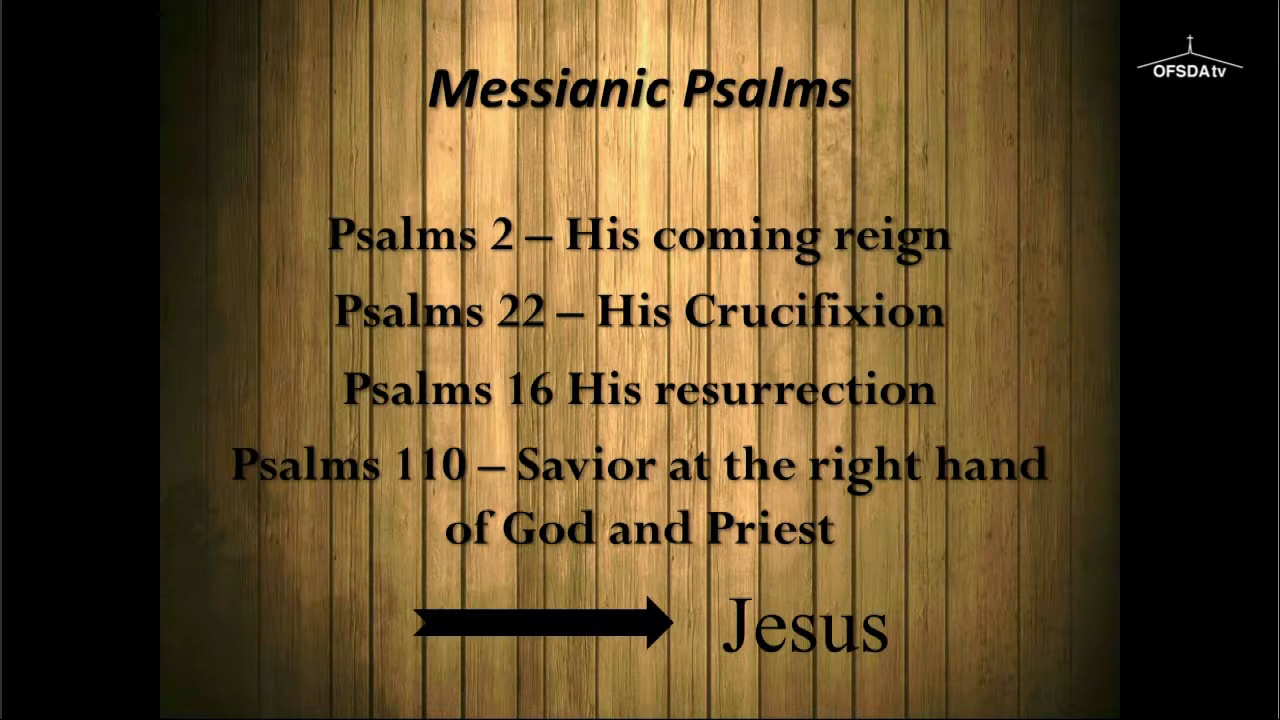 OFSDAtv
Messianic Psalms
Psalms 2 – His coming reign
Psalms 22 – His Crucifixion
Psalms 16 His resurrection
Psalms 110 – Savior at the right hand
of God and Priest
Jesus